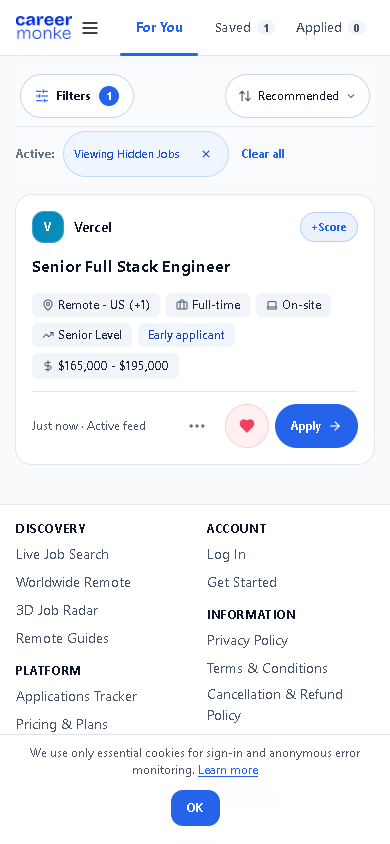 career
monke
For You
Saved 1
Applied 0
Filters 1
Recommended
Active:
Viewing Hidden Jobs ×
Clear all
V
Vercel
+Score
Senior Full Stack Engineer
Remote - US (+1)
Full-time
On-site
Senior Level
Early applicant
$165,000 - $195,000
Just now · Active feed
Apply
DISCOVERY
Live Job Search
Worldwide Remote
3D Job Radar
Remote Guides
PLATFORM
Applications Tracker
Pricing & Plans
ACCOUNT
Log In
Get Started
INFORMATION
Privacy Policy
Terms & Conditions
Cancellation & Refund
Policy
We use only essential cookies for sign-in and anonymous error
monitoring. Learn more
OK